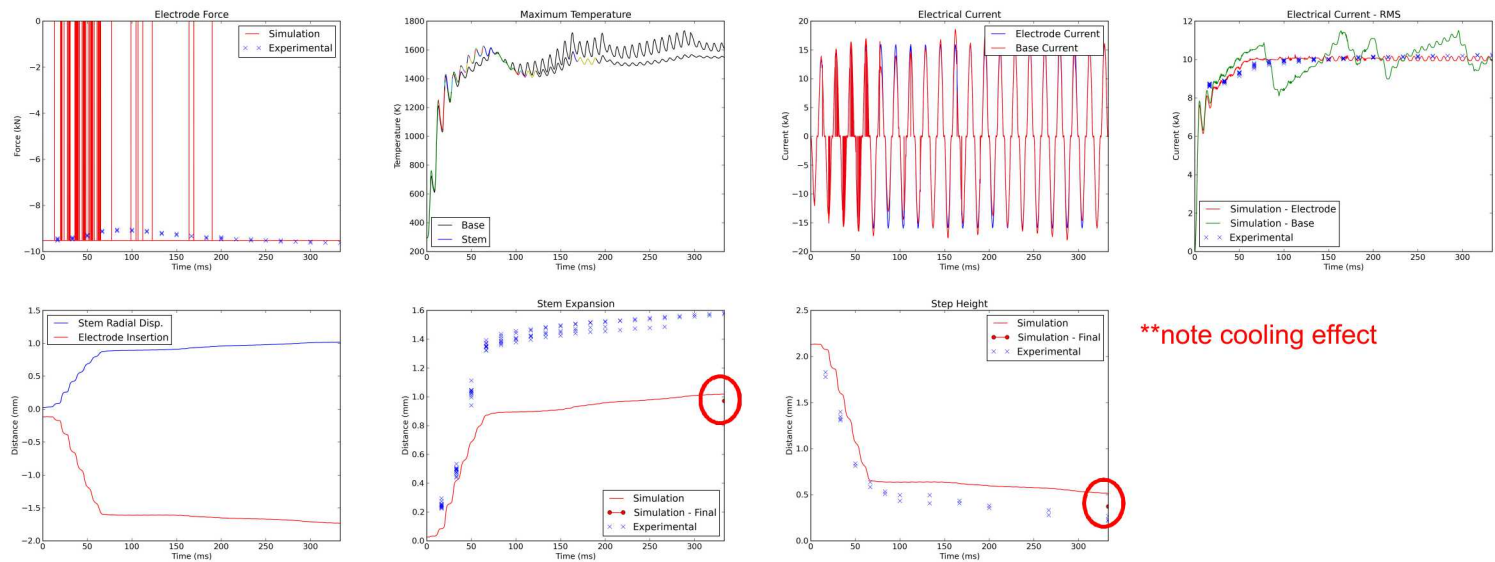 Electrode Force
Simulation
Experimental
0
−2
−4
−6
−8
−10
Force (kN)
0 50 100 150 200 250 300
Time (ms)
Maximum Temperature
1800
1600
1400
1200
1000
800
600
400
200
Temperature (K)
Base
Stem
0 50 100 150 200 250 300
Time (ms)
Electrical Current
Electrode Current
Base Current
20
15
10
5
0
−5
−10
−15
−20
Current (kA)
0 50 100 150 200 250 300
Time (ms)
Electrical Current - RMS
12
10
8
6
4
2
0
Current (kA)
Simulation - Electrode
Simulation - Base
Experimental
0 50 100 150 200 250 300
Time (ms)
Stem Radial Disp.
Electrode Insertion
1.5
1.0
0.5
0.0
−0.5
−1.0
−1.5
−2.0
Distance (mm)
0 50 100 150 200 250 300
Time (ms)
Stem Expansion
1.6
1.4
1.2
1.0
0.8
0.6
0.4
0.2
0.0
Distance (mm)
Simulation
Simulation - Final
Experimental
0 50 100 150 200 250 300
Time (ms)
Step Height
Simulation
Simulation - Final
Experimental
2.5
2.0
1.5
1.0
0.5
0.0
Distance (mm)
0 50 100 150 200 250 300
Time (ms)
**note cooling effect